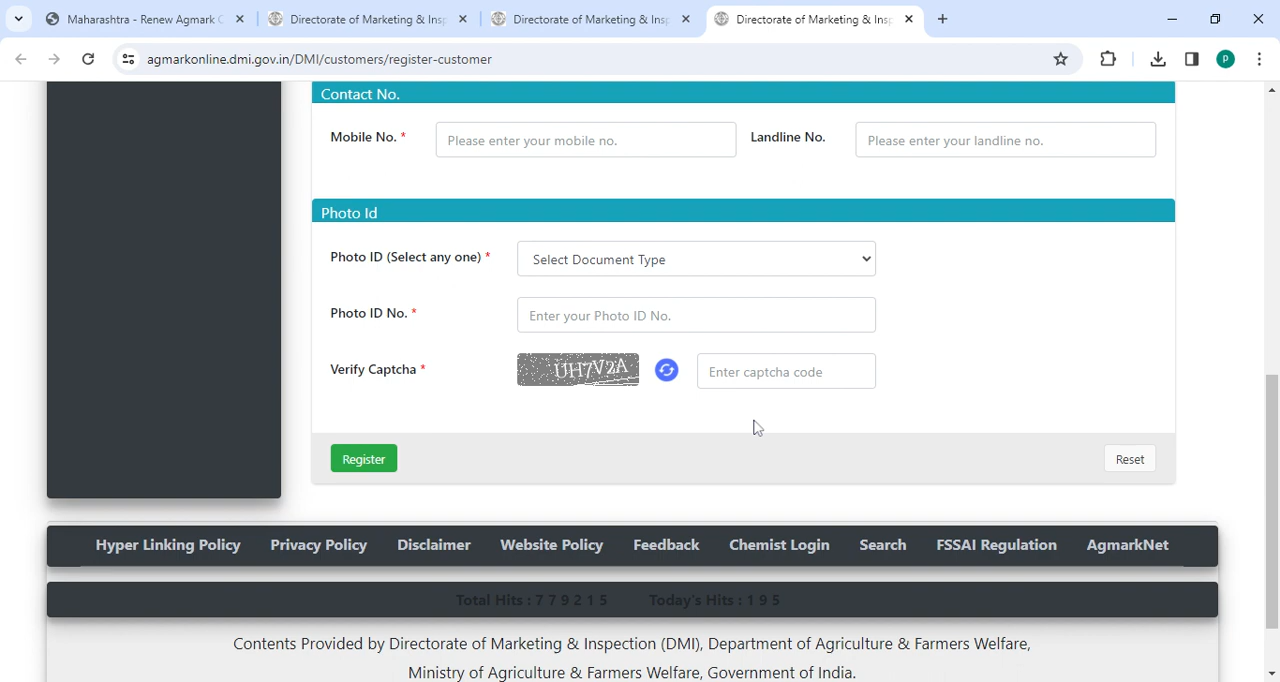 Maharashtra - Renew Agmark C
Directorate of Marketing & Insp
Directorate of Marketing & Insp
Directorate of Marketing & Insp
agmarkonline.dmi.gov.in/DMI/customers/register-customer
P
Contact No.
Mobile No. * Please enter your mobile no. Landline No. Please enter your landline no.
Photo Id
Photo ID (Select any one) * Select Document Type
Photo ID No. * Enter your Photo ID No.
Verify Captcha * UH7V2A Enter captcha code
Register Reset
Hyper Linking Policy Privacy Policy Disclaimer Website Policy Feedback Chemist Login Search FSSAI Regulation AgmarkNet
Total Hits : 7 7 9 2 1 5 Today's Hits : 1 9 5
Contents Provided by Directorate of Marketing & Inspection (DMI), Department of Agriculture & Farmers Welfare,
Ministry of Agriculture & Farmers Welfare, Government of India.